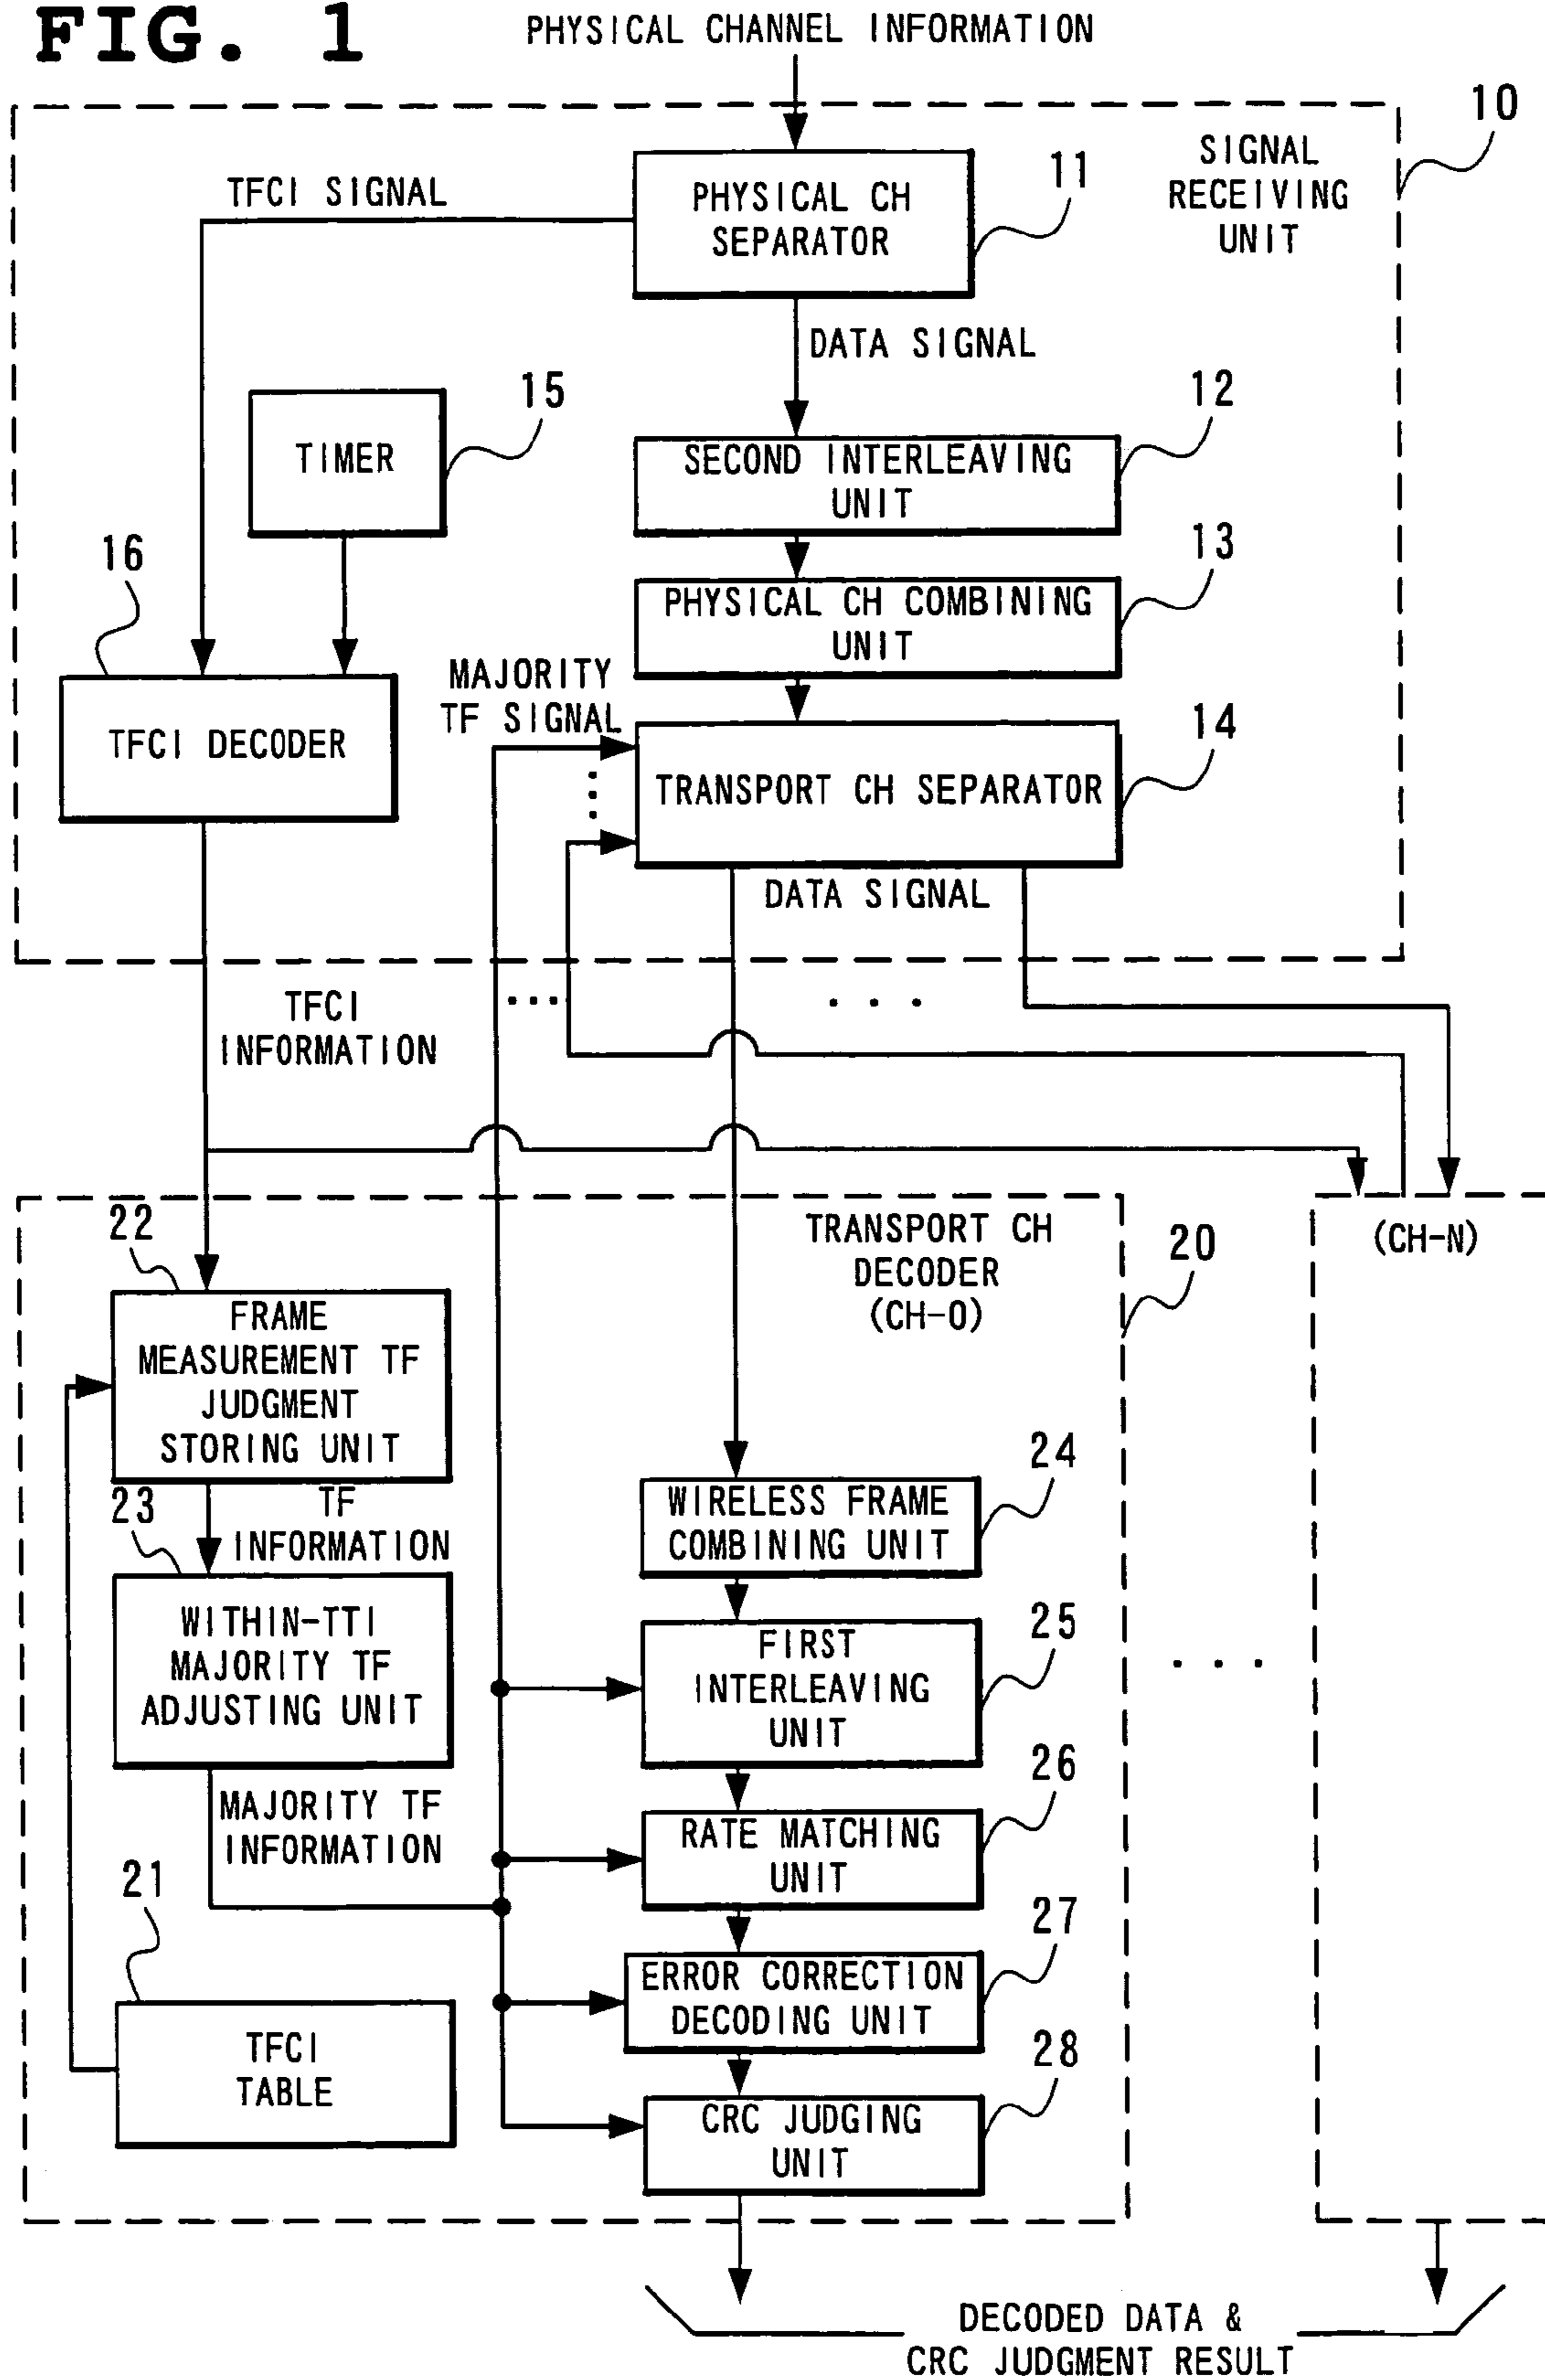 FIG. 1
PHYSICAL CHANNEL INFORMATION
10
SIGNAL
RECEIVING
UNIT
11
TFCI SIGNAL
PHYSICAL CH
SEPARATOR
DATA SIGNAL
15
TIMER
12
SECOND INTERLEAVING
UNIT
16
13
PHYSICAL CH COMBINING
UNIT
MAJORITY
TF SIGNAL
TFCI DECODER
14
TRANSPORT CH SEPARATOR
DATA SIGNAL
TFCI
INFORMATION
22
TRANSPORT CH
DECODER
(CH-0)
20
(CH-N)
FRAME
MEASUREMENT TF
JUDGMENT
STORING UNIT
23
TF
INFORMATION
24
WIRELESS FRAME
COMBINING UNIT
WITHIN-TTI
MAJORITY TF
ADJUSTING UNIT
25
FIRST
INTERLEAVING
UNIT
MAJORITY TF
INFORMATION
26
RATE MATCHING
UNIT
21
27
ERROR CORRECTION
DECODING UNIT
TFCI
TABLE
28
CRC JUDGING
UNIT
DECODED DATA &
CRC JUDGMENT RESULT